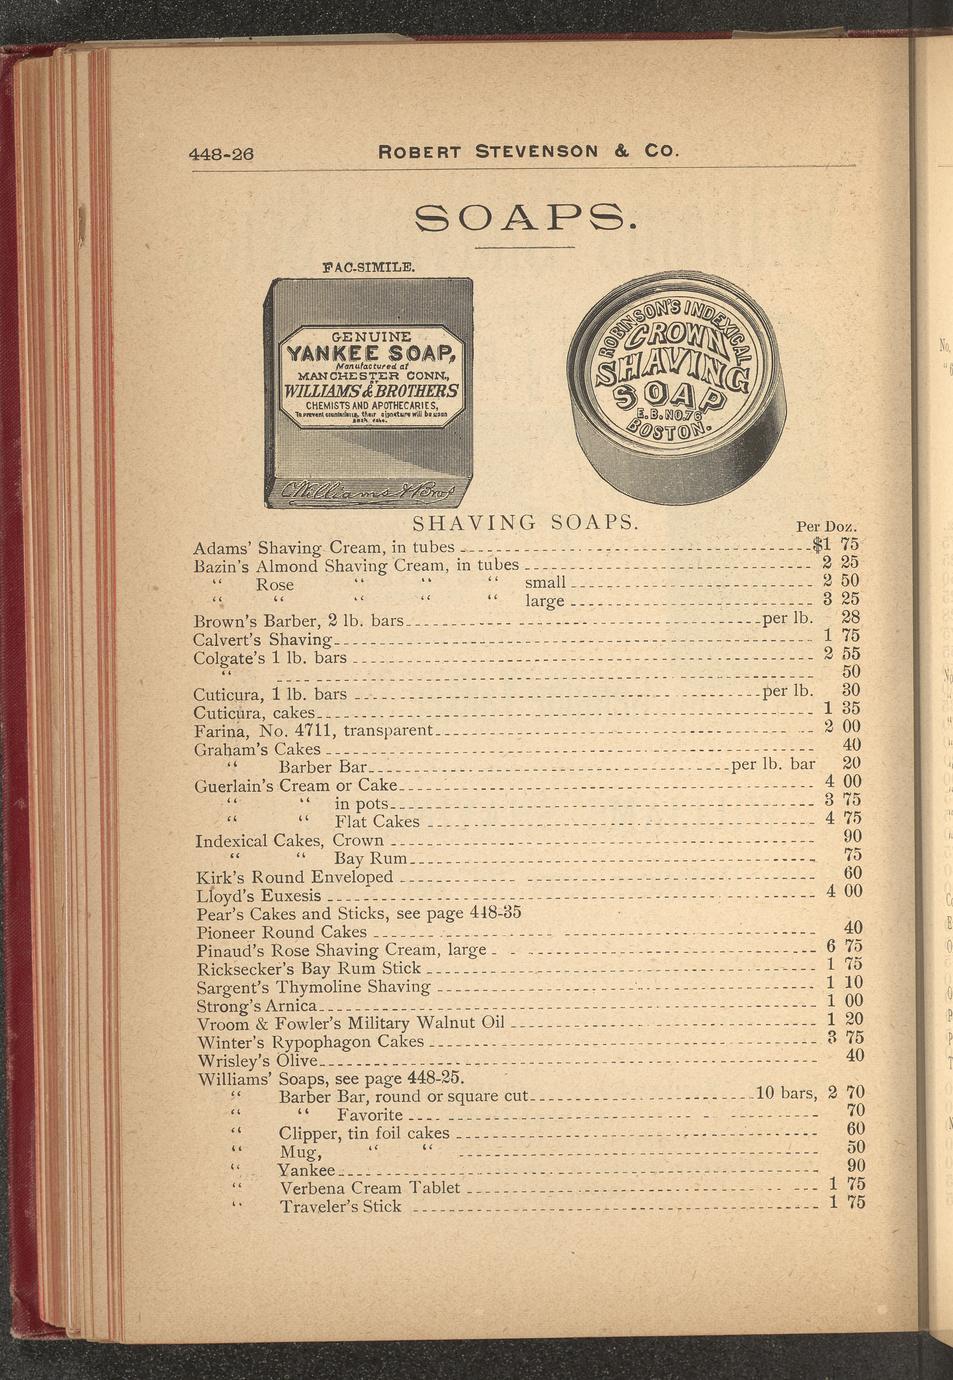 448-26 ROBERT STEVENSON & CO.
SOAPS.
FAC-SIMILE.
GENUINE
YANKEE SOAP,
Manufactured at
MANCHESTER CONN.,
BY
WILLIAMS & BROTHERS
CHEMISTS AND APOTHECARIES,
To prevent counterfeits, their signature will be upon
each cake.
Williams & Bros
ROBINSON'S INDEXICAL
CROWN
SHAVING
SOAP
E.B. NO. 76
BOSTON.
SHAVING SOAPS.
Per Doz.
Adams' Shaving Cream, in tubes $1 75
Bazin's Almond Shaving Cream, in tubes 2 25
“ Rose “ “ “ small 2 50
“ “ “ “ “ large 3 25
Brown's Barber, 2 lb. bars per lb. 28
Calvert's Shaving 1 75
Colgate's 1 lb. bars 2 55
“ 50
Cuticura, 1 lb. bars per lb. 30
Cuticura, cakes 1 35
Farina, No. 4711, transparent 2 00
Graham's Cakes 40
“ Barber Bar per lb. bar 20
Guerlain's Cream or Cake 4 00
“ “ in pots 3 75
“ “ Flat Cakes 4 75
Indexical Cakes, Crown 90
“ “ Bay Rum 75
Kirk's Round Enveloped 60
Lloyd's Euxesis 4 00
Pear's Cakes and Sticks, see page 448-35
Pioneer Round Cakes 40
Pinaud's Rose Shaving Cream, large 6 75
Ricksecker's Bay Rum Stick 1 75
Sargent's Thymoline Shaving 1 10
Strong's Arnica 1 00
Vroom & Fowler's Military Walnut Oil 1 20
Winter's Rypophagon Cakes 3 75
Wrisley's Olive 40
Williams' Soaps, see page 448-25.
“ Barber Bar, round or square cut 10 bars, 2 70
“ “ Favorite 70
“ Clipper, tin foil cakes 60
“ Mug, “ “ 50
“ Yankee 90
“ Verbena Cream Tablet 1 75
“ Traveler's Stick 1 75